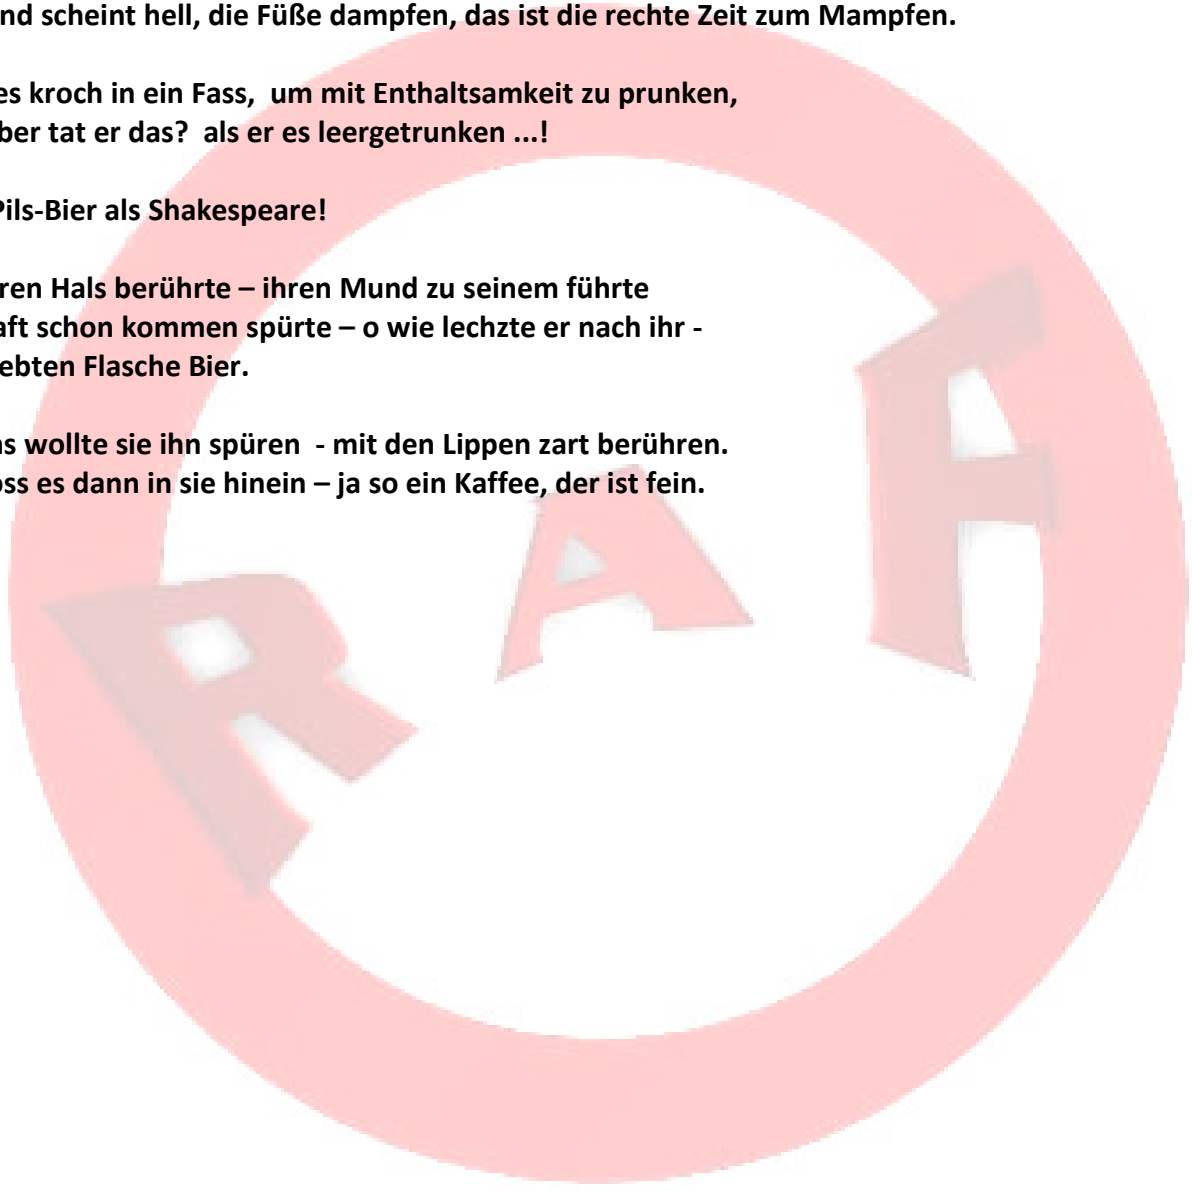 nd scheint hell, die Füße dampfen, das ist die rechte Zeit zum Mampfen.
es kroch in ein Fass,  um mit Enthaltsamkeit zu prunken,
ber tat er das?  als er es leergetrunken ...!
Pils-Bier als Shakespeare!
ren Hals berührte – ihren Mund zu seinem führte
aft schon kommen spürte – o wie lechzte er nach ihr -
ebten Flasche Bier.
ns wollte sie ihn spüren  - mit den Lippen zart berühren.
oss es dann in sie hinein – ja so ein Kaffee, der ist fein.
R A F